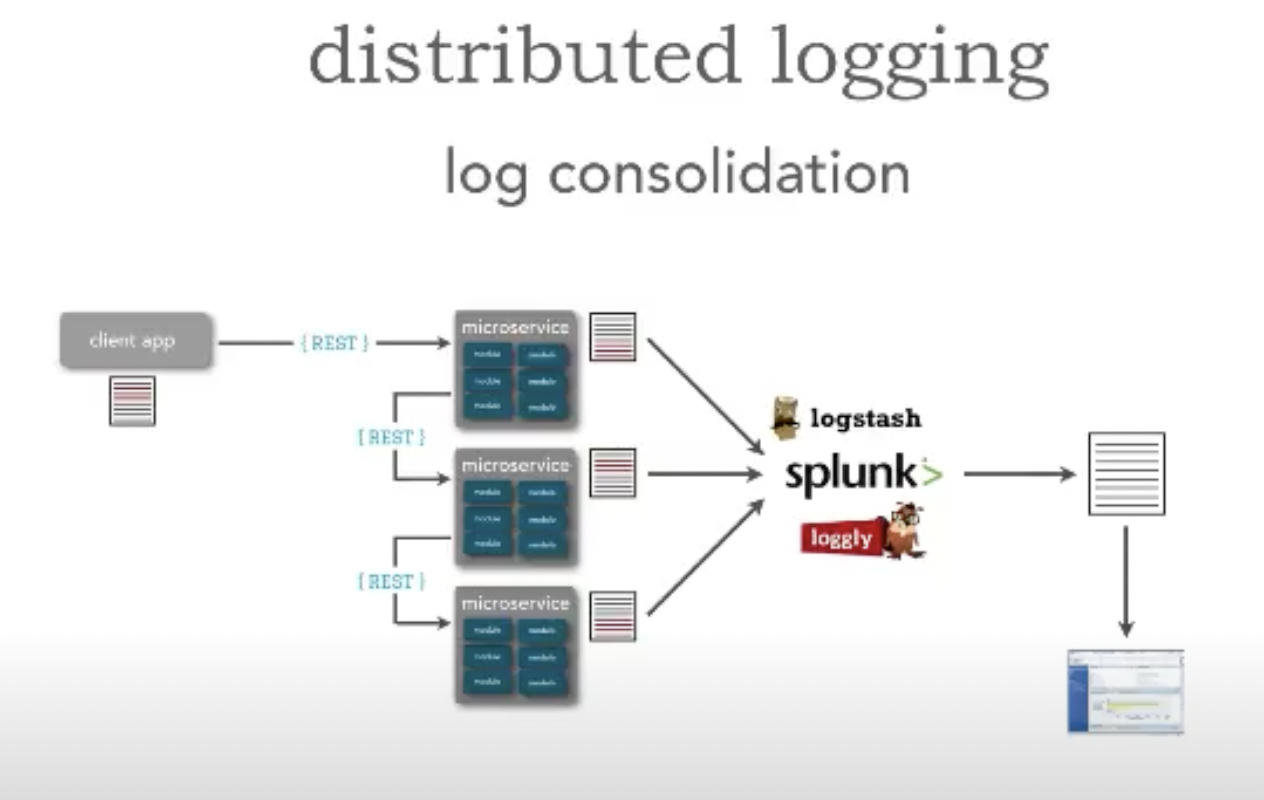 distributed logging
log consolidation
client app
{ REST }
microservice
module module
module module
module module
{ REST }
microservice
module module
module module
module module
{ REST }
microservice
module module
module module
module module
logstash
splunk>
loggly